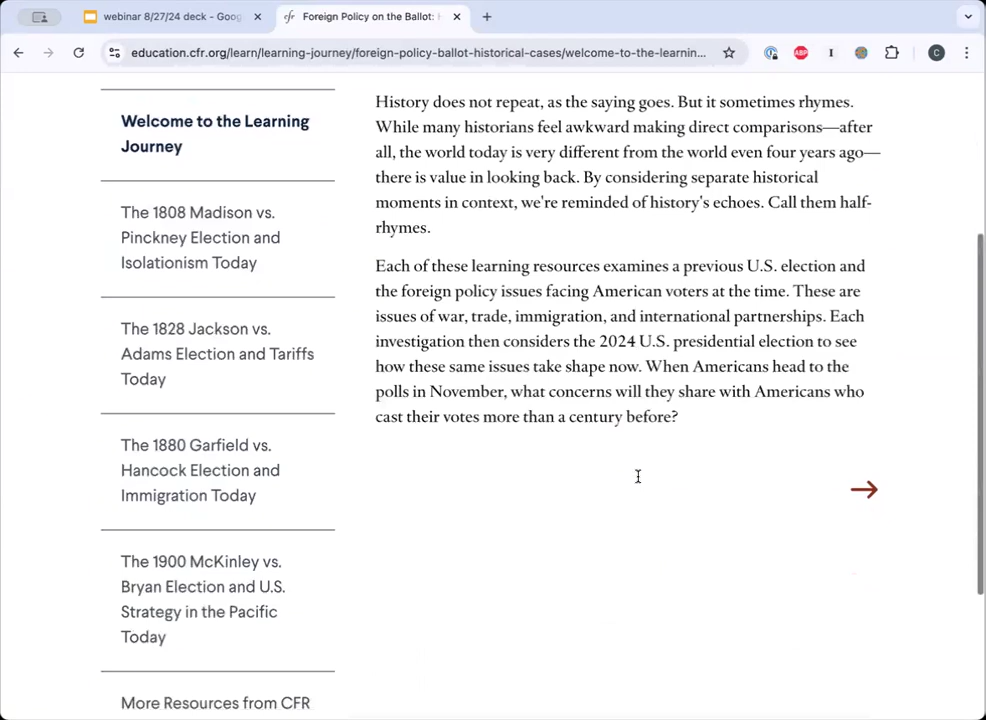 webinar 8/27/24 deck - Goog
Foreign Policy on the Ballot: H
education.cfr.org/learn/learning-journey/foreign-policy-ballot-historical-cases/welcome-to-the-learnin...
ABP
I
C
Welcome to the Learning
Journey
The 1808 Madison vs.
Pinckney Election and
Isolationism Today
The 1828 Jackson vs.
Adams Election and Tariffs
Today
The 1880 Garfield vs.
Hancock Election and
Immigration Today
The 1900 McKinley vs.
Bryan Election and U.S.
Strategy in the Pacific
Today
More Resources from CFR
History does not repeat, as the saying goes. But it sometimes rhymes.
While many historians feel awkward making direct comparisons—after
all, the world today is very different from the world even four years ago—
there is value in looking back. By considering separate historical
moments in context, we're reminded of history's echoes. Call them half-
rhymes.
Each of these learning resources examines a previous U.S. election and
the foreign policy issues facing American voters at the time. These are
issues of war, trade, immigration, and international partnerships. Each
investigation then considers the 2024 U.S. presidential election to see
how these same issues take shape now. When Americans head to the
polls in November, what concerns will they share with Americans who
cast their votes more than a century before?